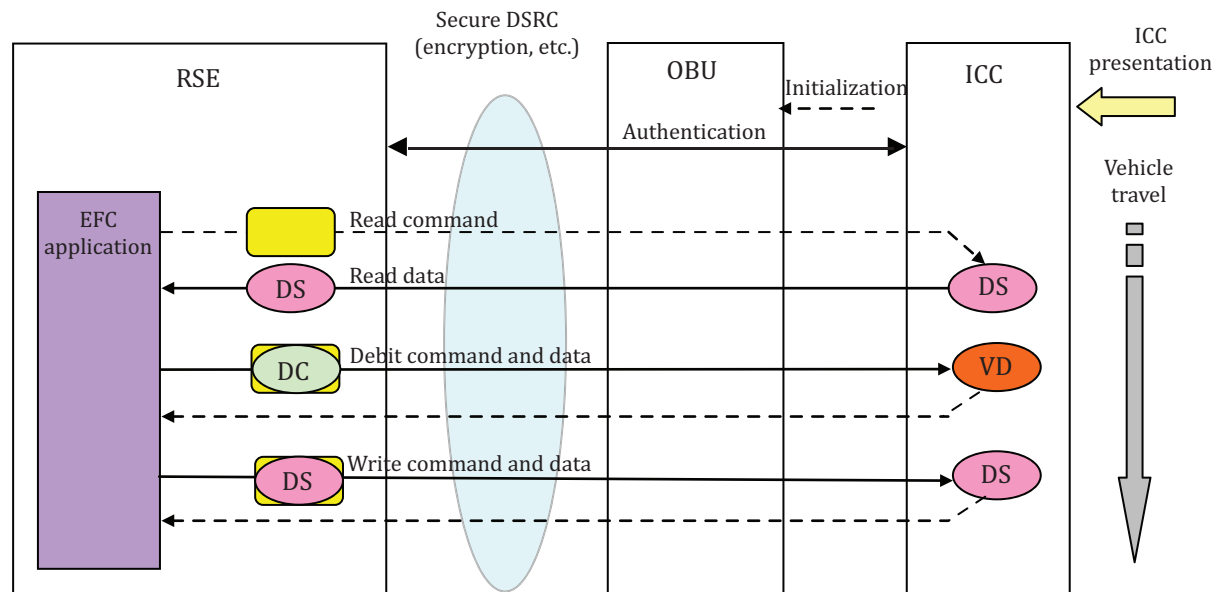 Secure DSRC
(encryption, etc.)
RSE
OBU
ICC
ICC
presentation
Initialization
Authentication
Vehicle
travel
EFC
application
Read command
Read data
DS
DS
Debit command and data
DC
VD
Write command and data
DS
DS